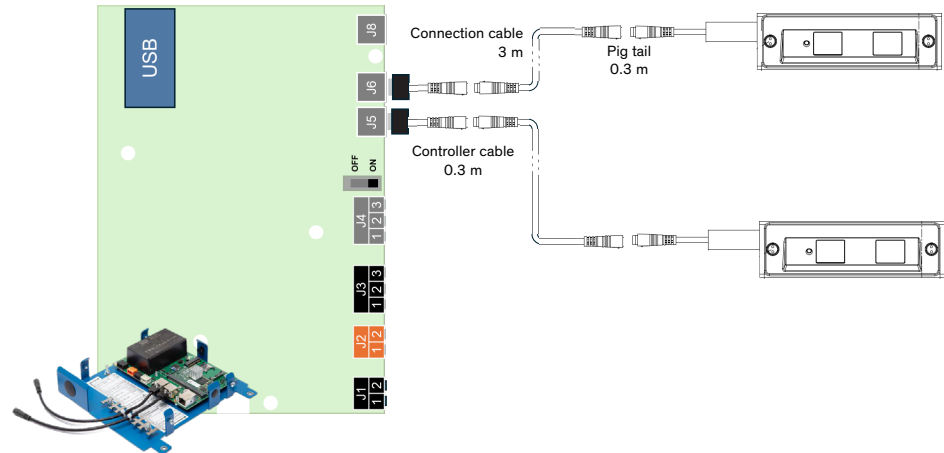 USB
J8
Connection cable
3 m
Pig tail
0.3 m
J6
J5
Controller cable
0.3 m
OFF
ON
J4
1 2 3
J3
1 2 3
J2
1 2
J1
1 2